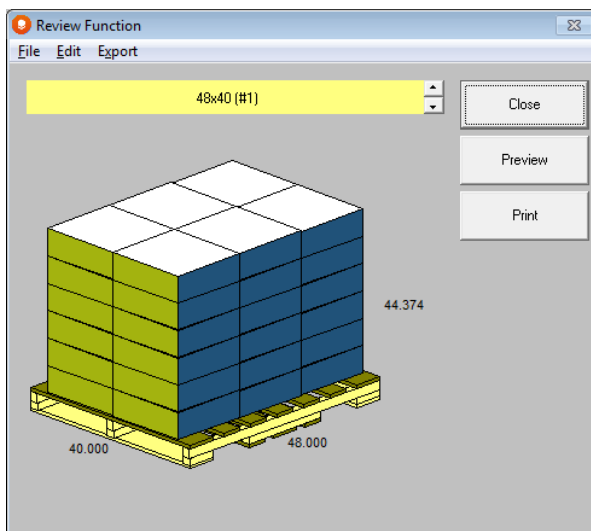 Review Function
File Edit Export
48x40 (#1)
Close
Preview
Print
44.374
40.000
48.000